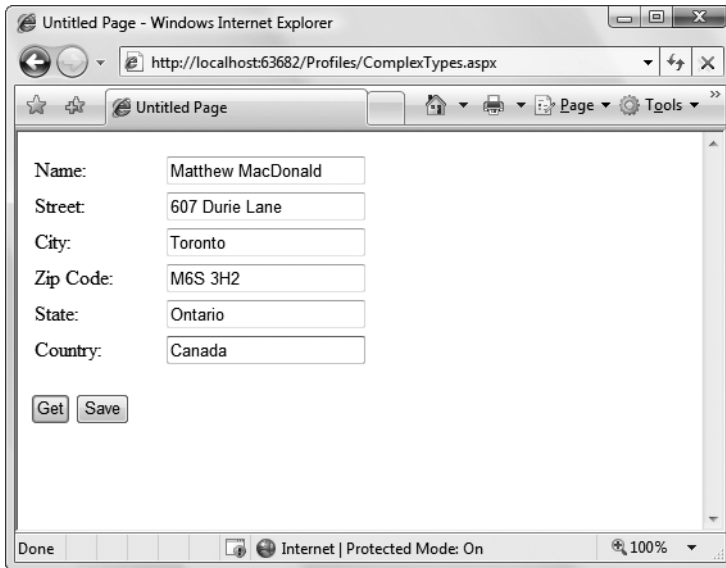 Untitled Page - Windows Internet Explorer
http://localhost:63682/Profiles/ComplexTypes.aspx
Untitled Page
Page
Tools
Name: Matthew MacDonald
Street: 607 Durie Lane
City: Toronto
Zip Code: M6S 3H2
State: Ontario
Country: Canada
Get Save
Done Internet | Protected Mode: On 100%